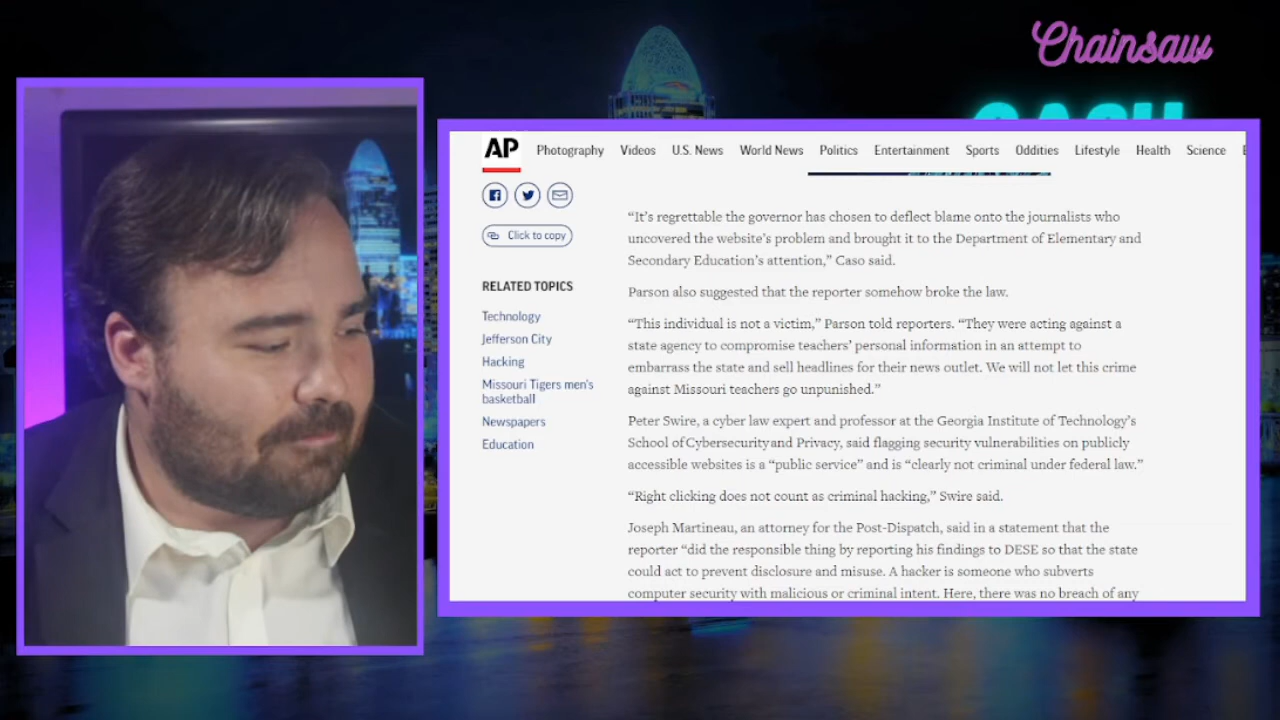 Chainsaw
CASH
AP
Photography Videos U.S. News World News Politics Entertainment Sports Oddities Lifestyle Health Science
Click to copy
RELATED TOPICS
Technology
Jefferson City
Hacking
Missouri Tigers men's
basketball
Newspapers
Education
“It’s regrettable the governor has chosen to deflect blame onto the journalists who
uncovered the website’s problem and brought it to the Department of Elementary and
Secondary Education’s attention,” Caso said.
Parson also suggested that the reporter somehow broke the law.
“This individual is not a victim,” Parson told reporters. “They were acting against a
state agency to compromise teachers’ personal information in an attempt to
embarrass the state and sell headlines for their news outlet. We will not let this crime
against Missouri teachers go unpunished.”
Peter Swire, a cyber law expert and professor at the Georgia Institute of Technology’s
School of Cybersecurity and Privacy, said flagging security vulnerabilities on publicly
accessible websites is a “public service” and is “clearly not criminal under federal law.”
“Right clicking does not count as criminal hacking,” Swire said.
Joseph Martineau, an attorney for the Post-Dispatch, said in a statement that the
reporter “did the responsible thing by reporting his findings to DESE so that the state
could act to prevent disclosure and misuse. A hacker is someone who subverts
computer security with malicious or criminal intent. Here, there was no breach of any